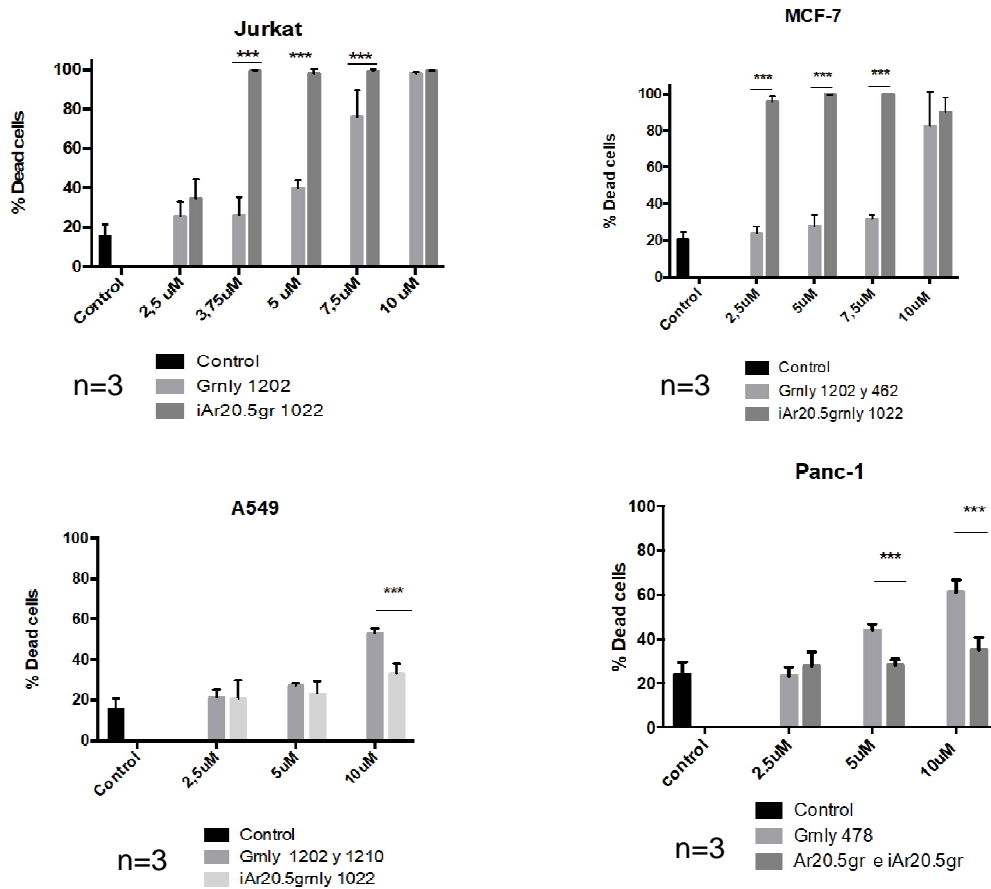 Jurkat
% Dead cells
***
***
***
100
80
60
40
20
0
Control
2,5 uM
3,75uM
5 uM
7,5uM
10 uM
n=3
Control
Grnly 1202
iAr20.5gr 1022
MCF-7
% Dead cells
***
***
***
100
80
60
40
20
0
Control
2,5uM
5uM
7,5uM
10uM
n=3
Control
Grnly 1202 y 462
iAr20.5grnly 1022
A549
% Dead cells
***
100
80
60
40
20
0
Control
2,5uM
5uM
10uM
n=3
Control
Grnly 1202 y 1210
iAr20.5grnly 1022
Panc-1
% Dead cells
***
***
100
80
60
40
20
0
control
2.5uM
5uM
10uM
n=3
Control
Grnly 478
Ar20.5gr e iAr20.5gr